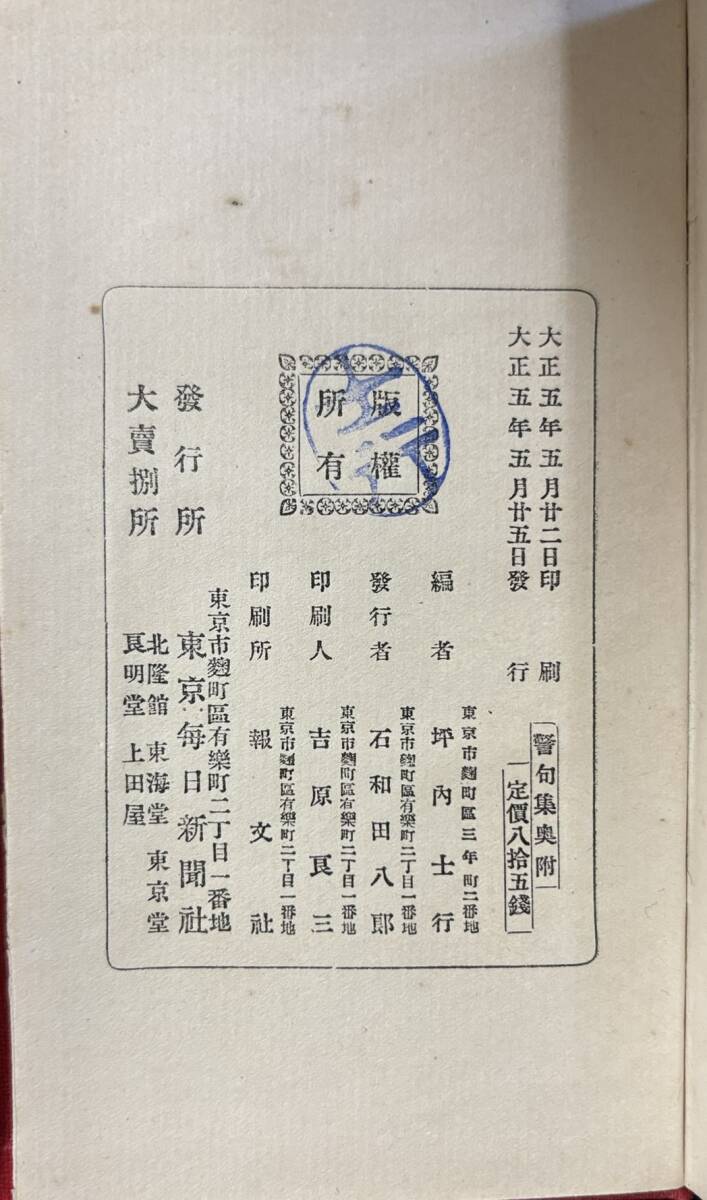 大正五年五月廿二日印刷
大正五年五月廿五日發行
警句集奧附
定價八拾五錢
版權
所有
東京市麴町區三年町二番地
編者 坪內士行
東京市麴町區有樂町二丁目一番地
發行者 石和田八郞
東京市麴町區有樂町二丁目一番地
印刷人 吉原良三
東京市麴町區有樂町二丁目一番地
印刷所 報文社
東京市麴町區有樂町二丁目一番地
發行所 東京每日新聞社
大賣捌所 北隆館 東海堂 東京堂
良明堂 上田屋